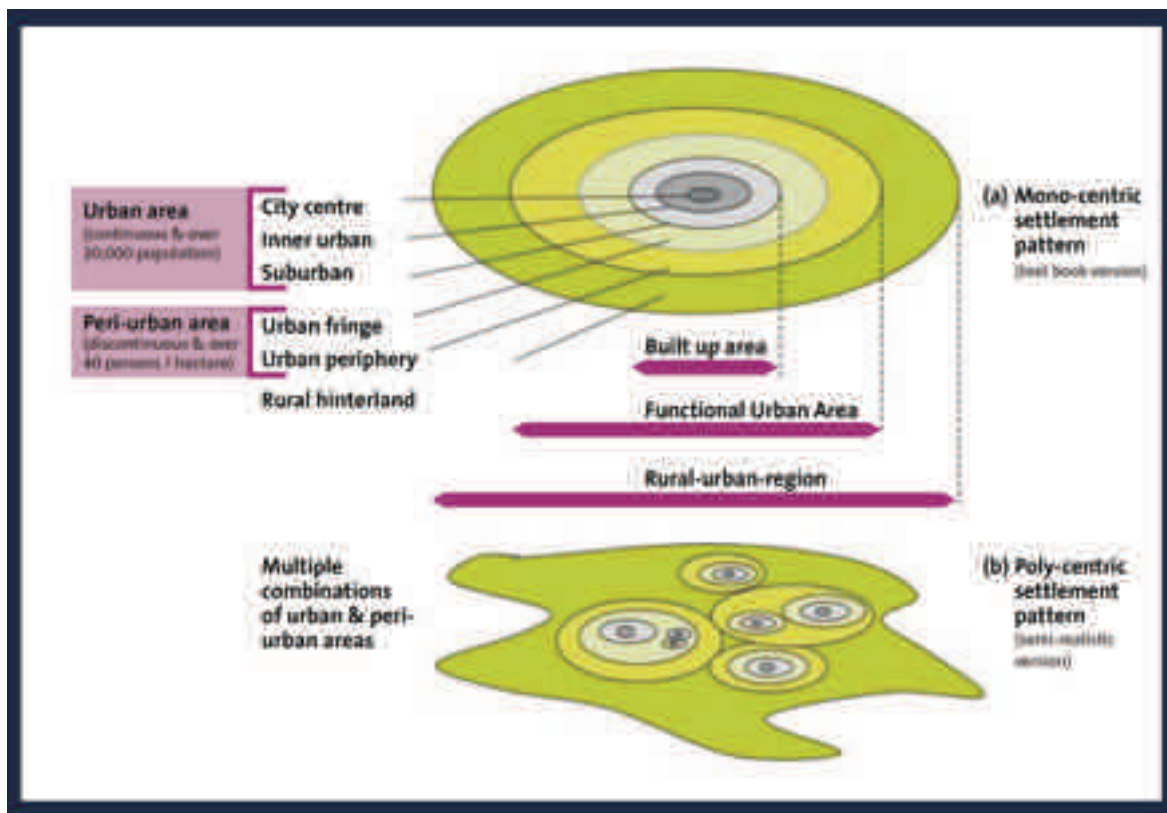 Urban area
(continuous & over
20,000 population)
City centre
Inner urban
Suburban
Peri-urban area
(discontinuous & over
40 persons / hectare)
Urban fringe
Urban periphery
Rural hinterland
(a) Mono-centric
settlement
pattern
(text book version)
Built up area
Functional Urban Area
Rural-urban-region
Multiple
combinations
of urban & peri-
urban areas
(b) Poly-centric
settlement
pattern
(semi-realistic
version)